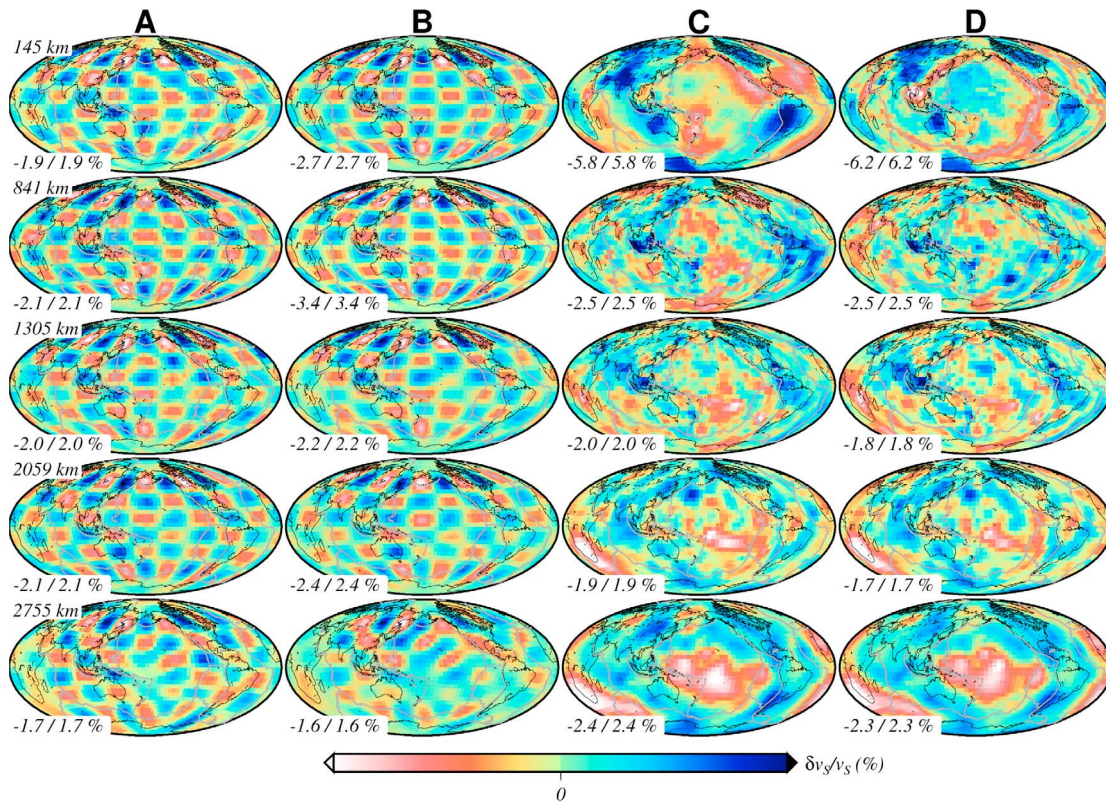 A B C D
145 km
-1.9 / 1.9 % -2.7 / 2.7 % -5.8 / 5.8 % -6.2 / 6.2 %
841 km
-2.1 / 2.1 % -3.4 / 3.4 % -2.5 / 2.5 % -2.5 / 2.5 %
1305 km
-2.0 / 2.0 % -2.2 / 2.2 % -2.0 / 2.0 % -1.8 / 1.8 %
2059 km
-2.1 / 2.1 % -2.4 / 2.4 % -1.9 / 1.9 % -1.7 / 1.7 %
2755 km
-1.7 / 1.7 % -1.6 / 1.6 % -2.4 / 2.4 % -2.3 / 2.3 %
δvS/vS (%)
0